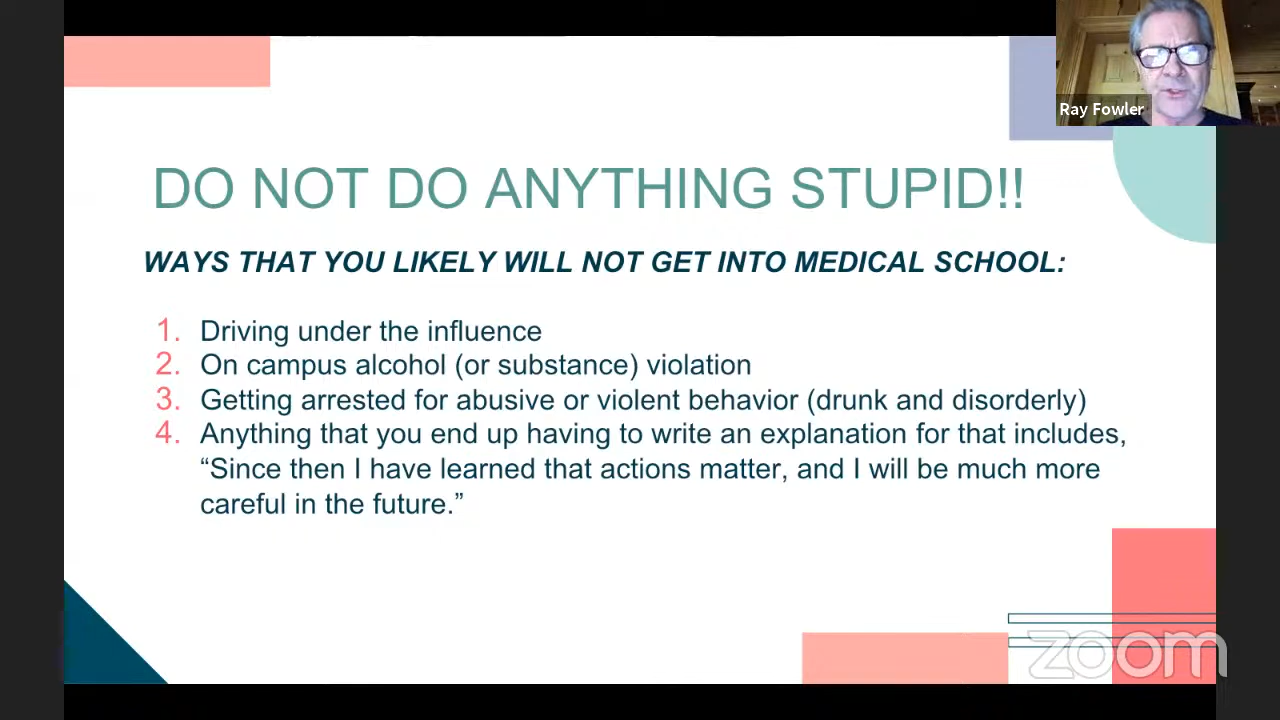 Ray Fowler
DO NOT DO ANYTHING STUPID!!
WAYS THAT YOU LIKELY WILL NOT GET INTO MEDICAL SCHOOL:
1. Driving under the influence
2. On campus alcohol (or substance) violation
3. Getting arrested for abusive or violent behavior (drunk and disorderly)
4. Anything that you end up having to write an explanation for that includes,
“Since then I have learned that actions matter, and I will be much more
careful in the future.”
zoom